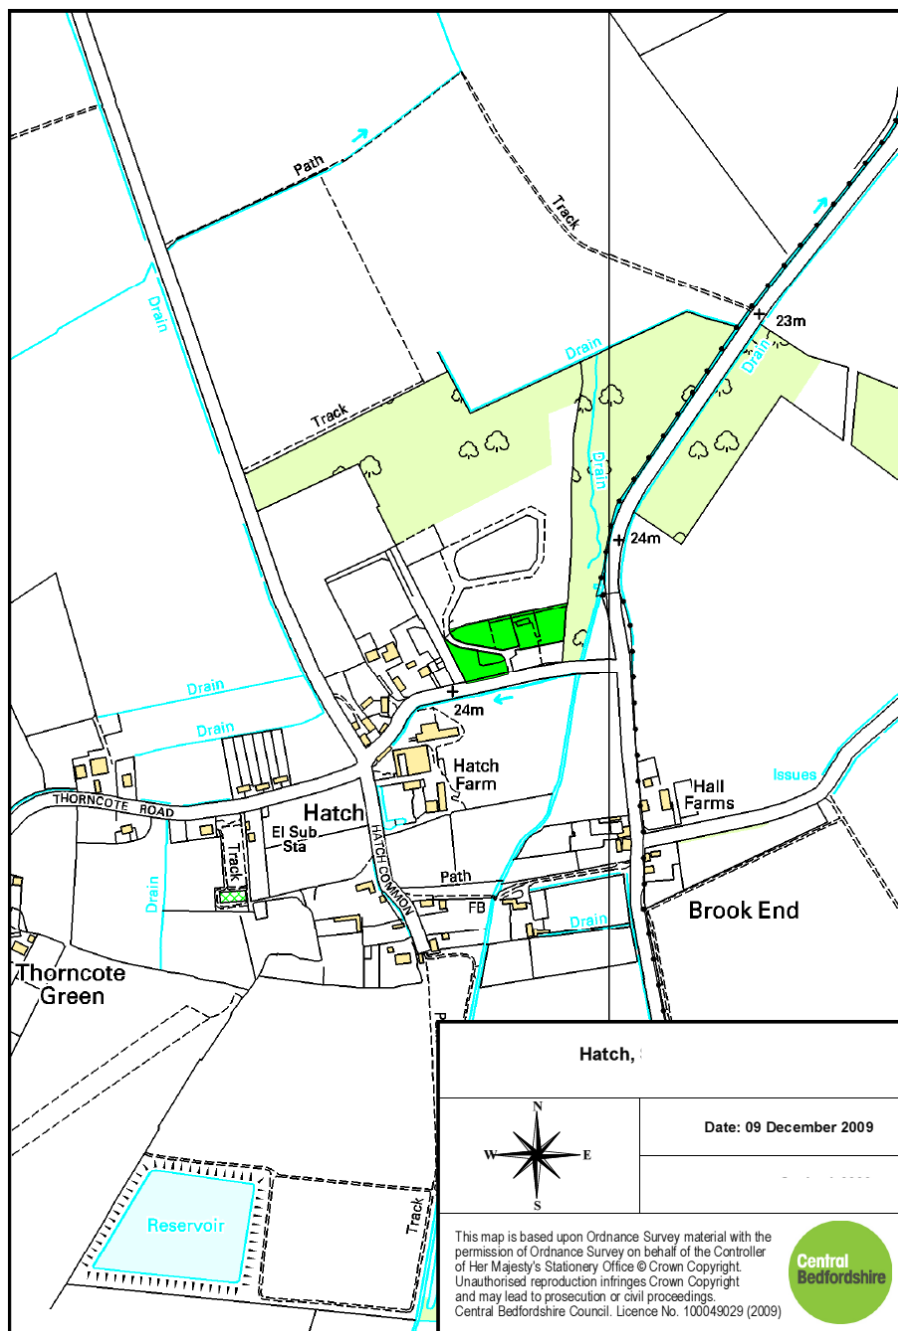 Path
Track
Drain
23m
Drain
Drain
Track
Drain
24m
Drain
Drain
24m
Issues
Hatch
Farm
Hall
Farms
THORNCOTE ROAD
Hatch
El Sub
Sta
Track
HATCH COMMON
Path
Drain
FB
Brook End
Drain
Thorncote
Green
P
Hatch,
N
W
E
S
Date: 09 December 2009
Reservoir
Track
This map is based upon Ordnance Survey material with the
permission of Ordnance Survey on behalf of the Controller
of Her Majesty's Stationery Office © Crown Copyright.
Unauthorised reproduction infringes Crown Copyright
and may lead to prosecution or civil proceedings.
Central Bedfordshire Council. Licence No. 100049029 (2009)
Central
Bedfordshire